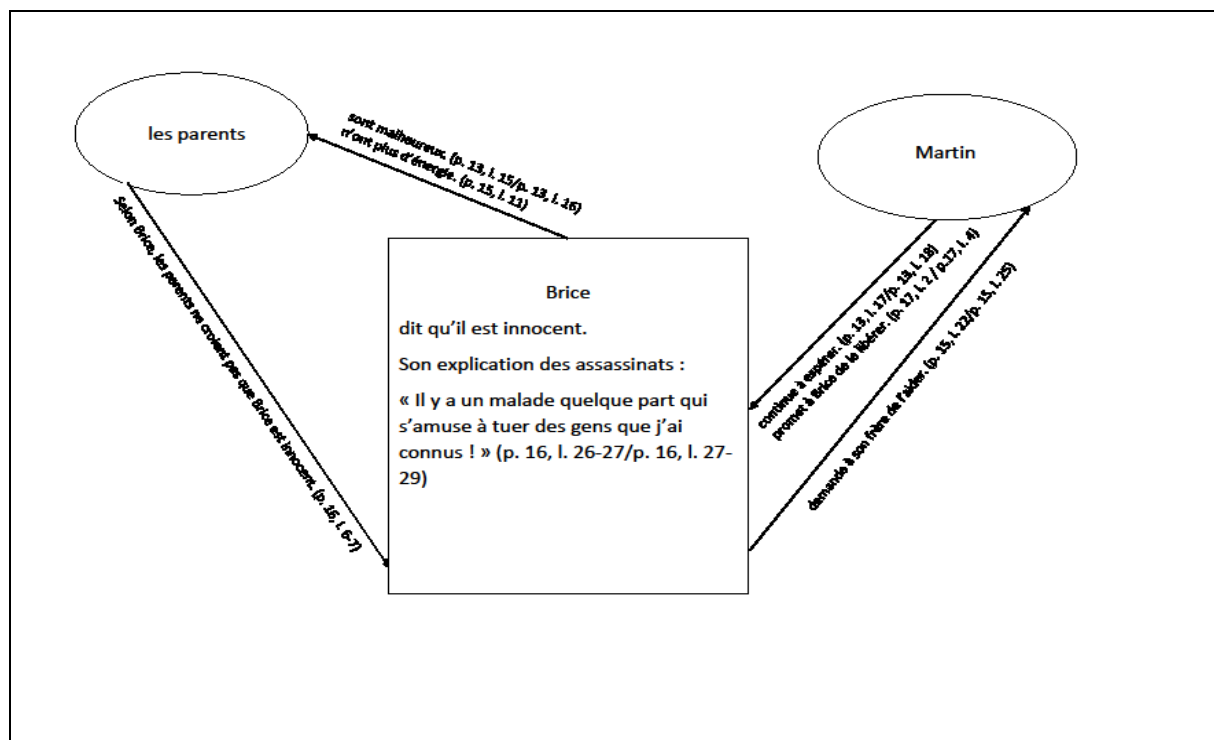 les parents
sont malheureux. (p. 13, l. 15/p. 13, l. 16)
n'ont plus d'énergie. (p. 15, l. 11)
Martin
Selon Brice, les parents ne croient pas que Brice est innocent. (p. 16, l. 6-7)
Brice
dit qu'il est innocent.
Son explication des assassinats :
« Il y a un malade quelque part qui
s'amuse à tuer des gens que j'ai
connus ! » (p. 16, l. 26-27/p. 16, l. 27-
29)
continue à espérer. (p. 13, l. 17/p. 13, l. 18)
promet à Brice de le libérer. (p. 17, l. 2 / p.17, l. 4)
demande à son frère de l'aider. (p. 15, l. 22/p. 15, l. 25)